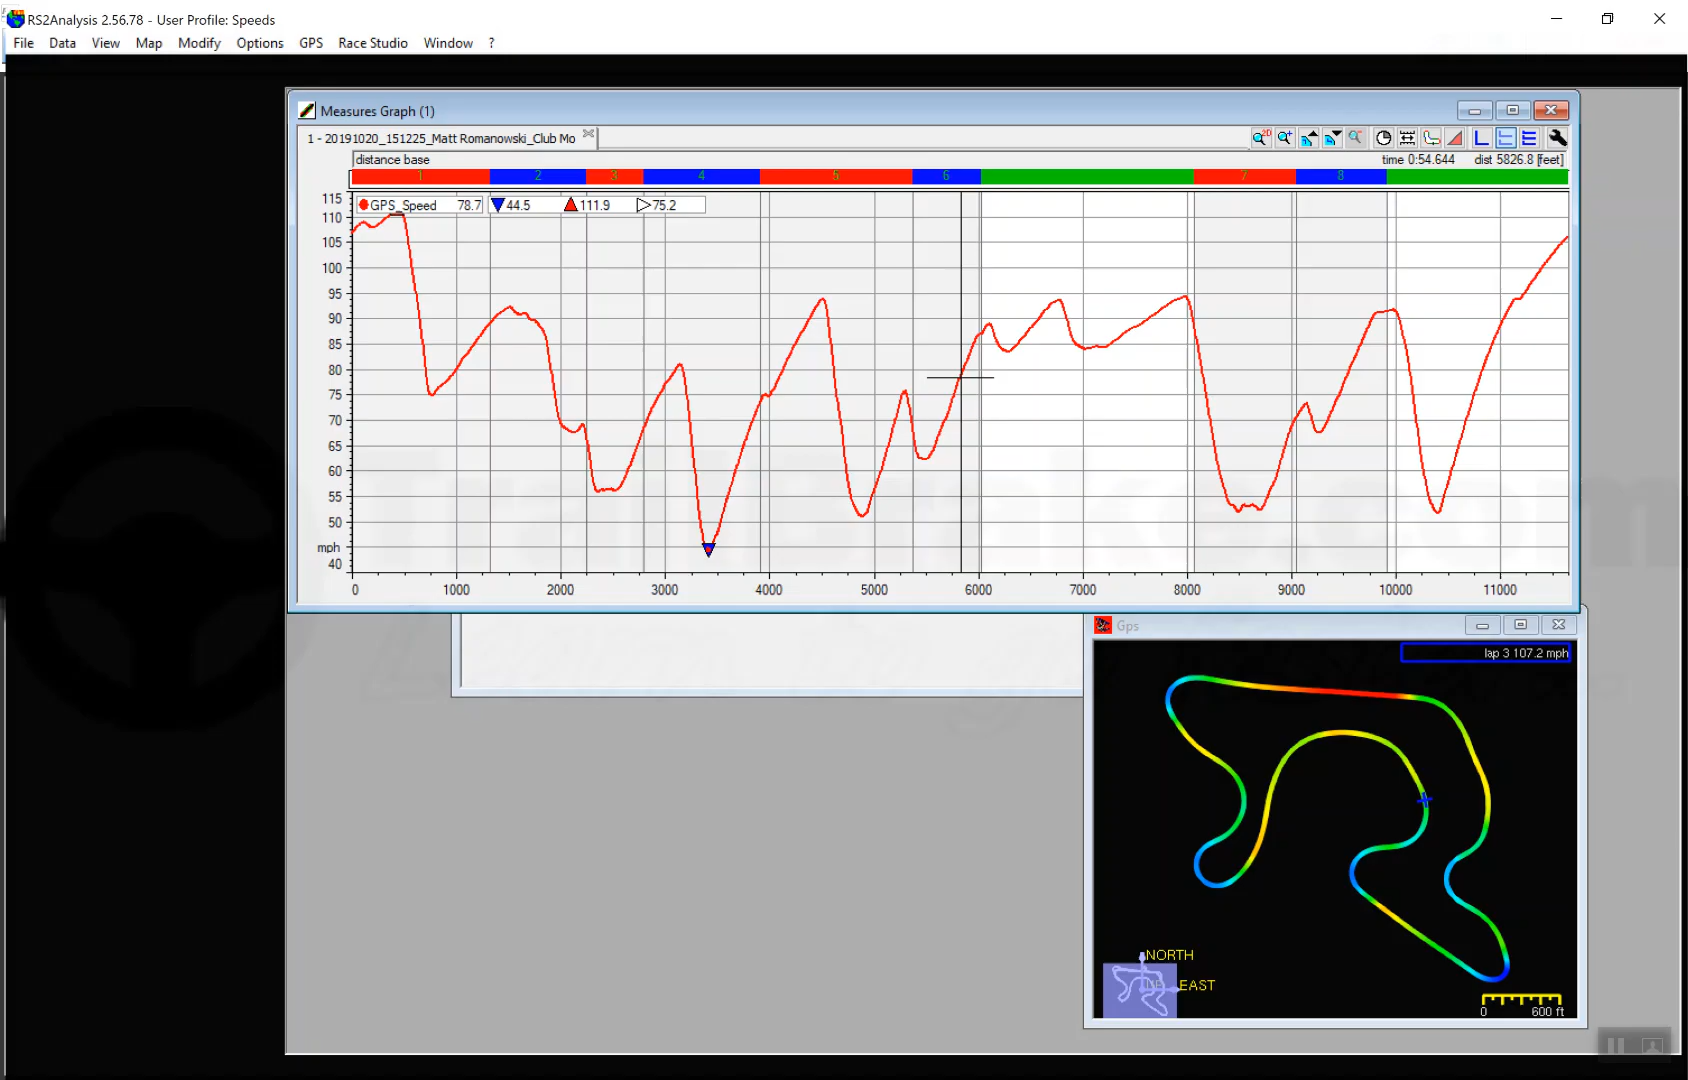 RS2Analysis 2.56.78 - User Profile: Speeds
File Data View Map Modify Options GPS Race Studio Window ?
Measures Graph (1)
1 - 20191020_151225_Matt Romanowski_Club Mo
distance base
time 0:54.644 dist 5826.8 [feet]
1 2 3 4 5 6 7 8
GPS_Speed 78.7 44.5 111.9 75.2
115
110
105
100
95
90
85
80
75
70
65
60
55
50
mph
40
0 1000 2000 3000 4000 5000 6000 7000 8000 9000 10000 11000
Gps
lap 3 107.2 mph
NORTH
EAST
0 600 ft